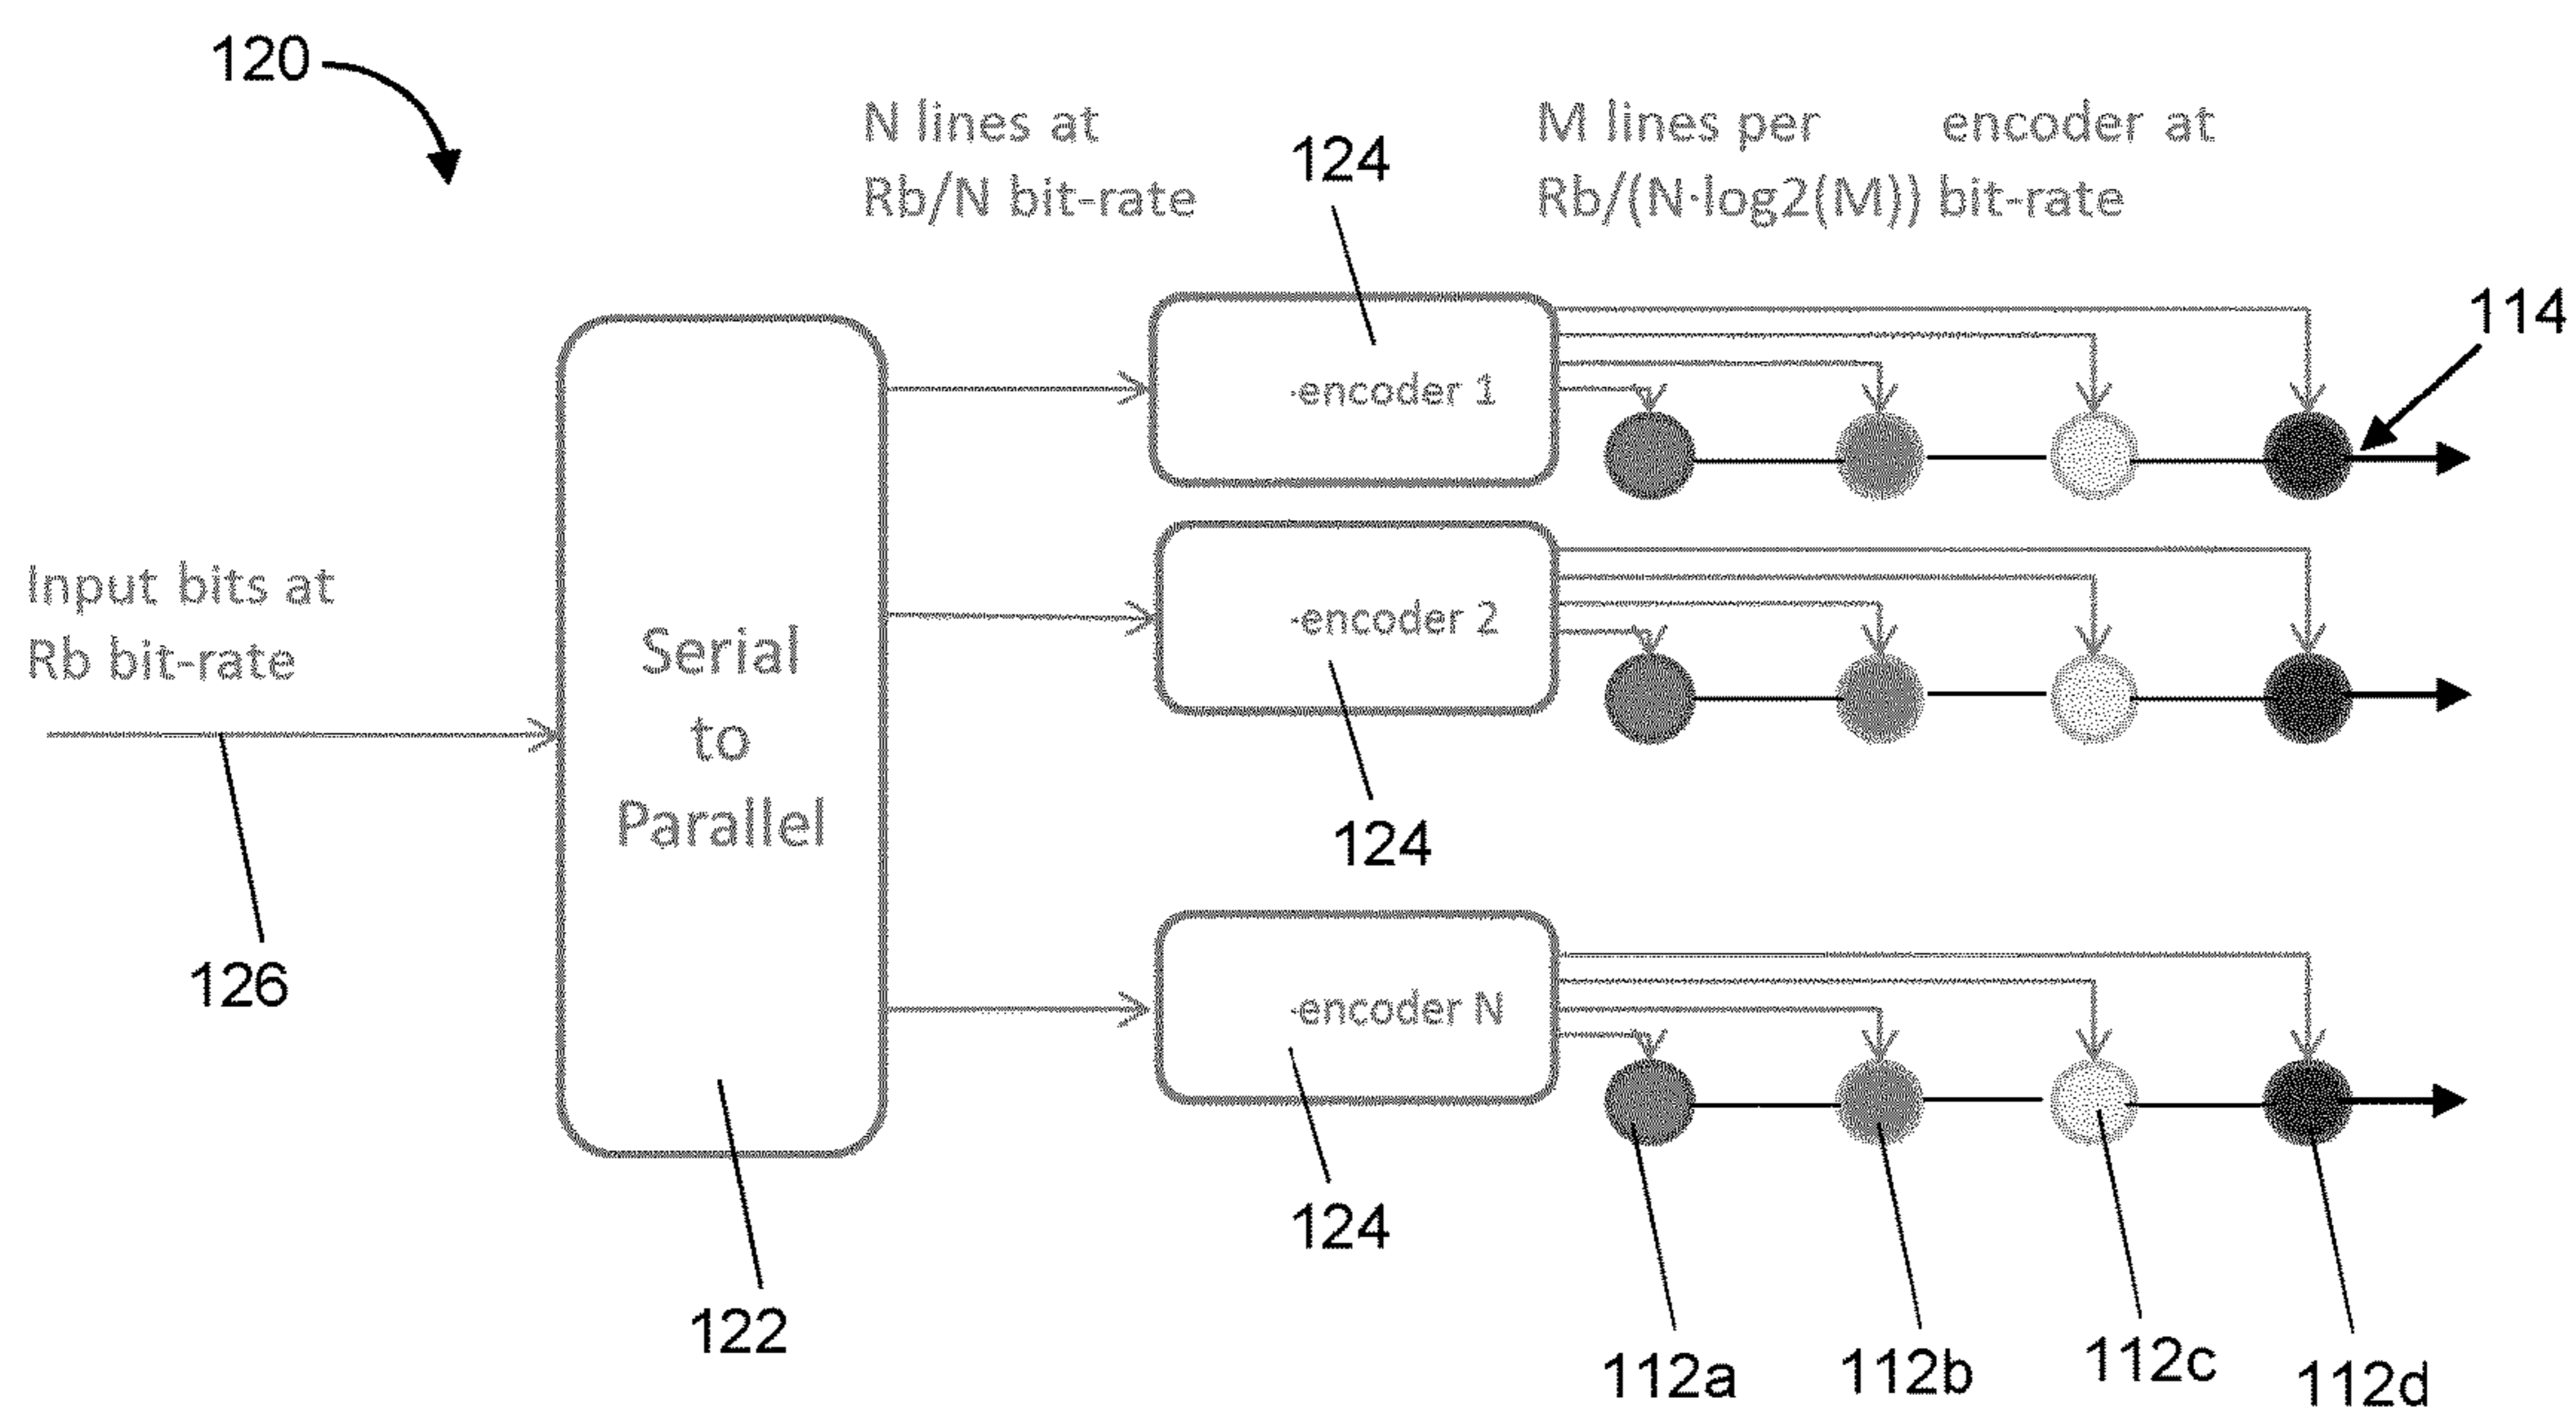 120
N lines at
Rb/N bit-rate
124
M lines per encoder at
Rb/(N·log2(M)) bit-rate
114
-encoder 1
Input bits at
Rb bit-rate
Serial
to
Parallel
-encoder 2
124
126
-encoder N
124
122
112a
112b
112c
112d